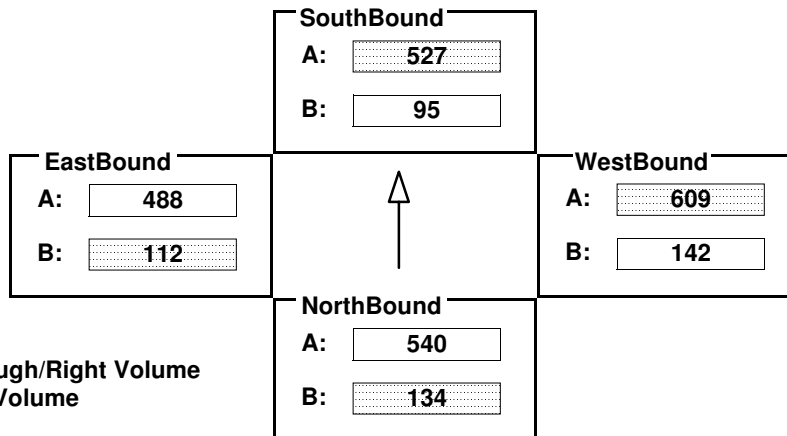 SouthBound
A: 527
B: 95
EastBound
A: 488
B: 112
WestBound
A: 609
B: 142
NorthBound
A: 540
B: 134
ugh/Right Volume
Volume